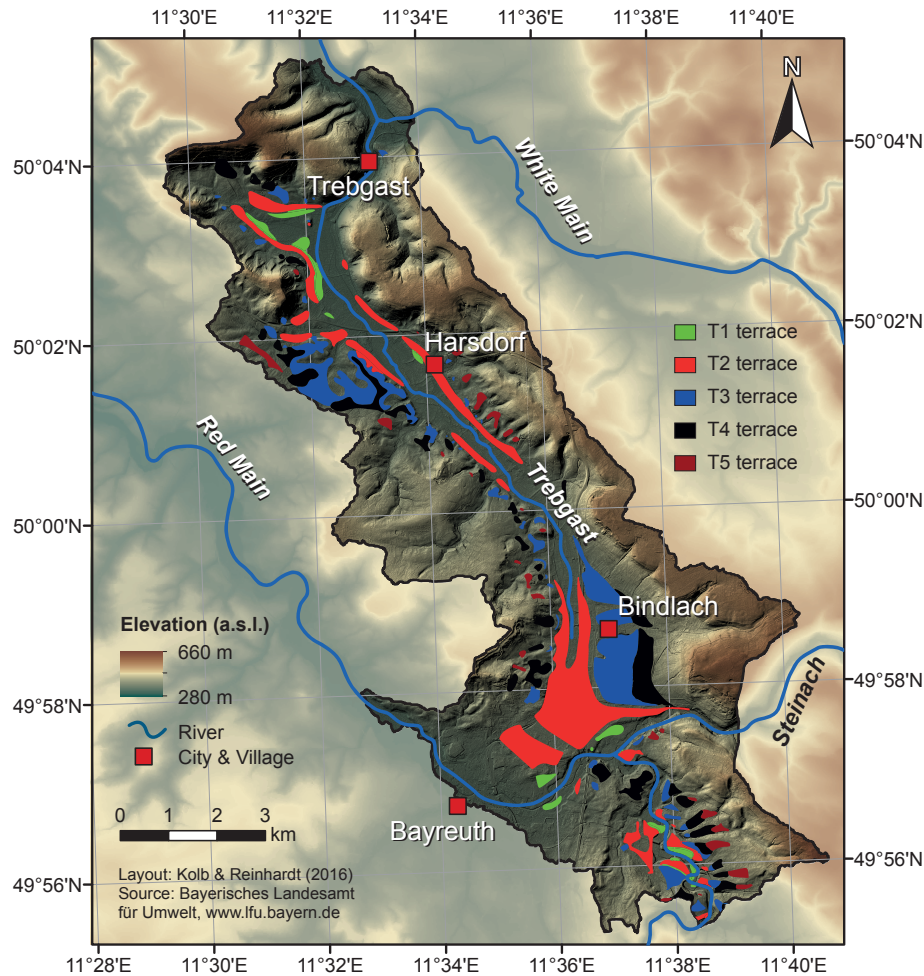 11°30'E 11°32'E 11°34'E 11°36'E 11°38'E 11°40'E
N
50°04'N
50°04'N
White Main
Trebgast
50°02'N
50°02'N
T1 terrace
Harsdorf
T2 terrace
T3 terrace
T4 terrace
T5 terrace
Red Main
Trebgast
50°00'N
50°00'N
Bindlach
Elevation (a.s.l.)
660 m
280 m
Steinach
49°58'N
49°58'N
River
City & Village
0 1 2 3
km
Bayreuth
49°56'N
49°56'N
Layout: Kolb & Reinhardt (2016)
Source: Bayerisches Landesamt
für Umwelt, www.lfu.bayern.de
11°28'E 11°30'E 11°32'E 11°34'E 11°36'E 11°38'E 11°40'E